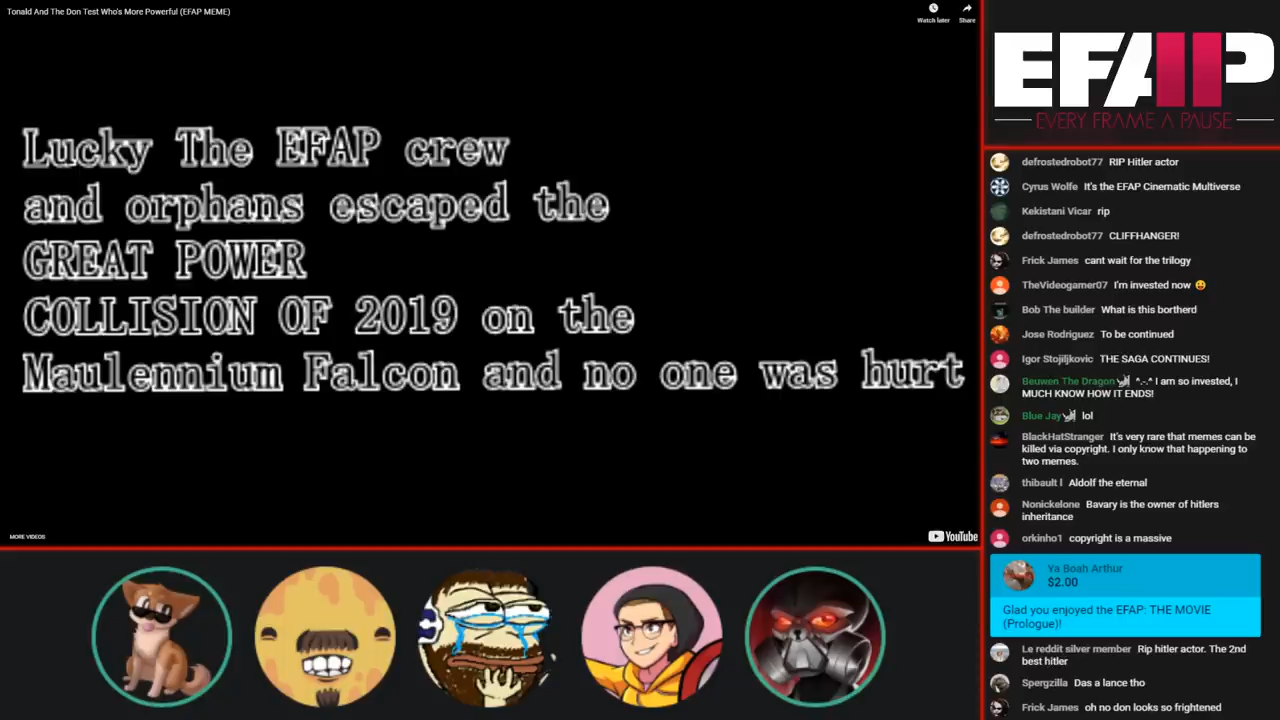 Tonald And The Don Test Who's More Powerful (EFAP MEME)
Watch later
Share
Lucky The EFAP crew
and orphans escaped the
GREAT POWER
COLLISION OF 2019 on the
Maulennium Falcon and no one was hurt
MORE VIDEOS
YouTube
EFAP
EVERY FRAME A PAUSE
defrostedrobot77 RIP Hitler actor
Cyrus Wolfe It's the EFAP Cinematic Multiverse
Kekistani Vicar rip
defrostedrobot77 CLIFFHANGER!
Frick James cant wait for the trilogy
TheVideogamer07 I'm invested now 😛
Bob The builder What is this bortherd
Jose Rodriguez To be continued
Igor Stojiljkovic THE SAGA CONTINUES!
Beuwen The Dragon ^.-.^ I am so invested, I
MUCH KNOW HOW IT ENDS!
Blue Jay lol
BlackHatStranger It's very rare that memes can be
killed via copyright. I only know that happening to
two memes.
thibault l Aldolf the eternal
Nonickelone Bavary is the owner of hitlers
inheritance
orkinho1 copyright is a massive
Ya Boah Arthur
$2.00
Glad you enjoyed the EFAP: THE MOVIE
(Prologue)!
Le reddit silver member Rip hitler actor. The 2nd
best hitler
Spergzilla Das a lance tho
Frick James oh no don looks so frightened